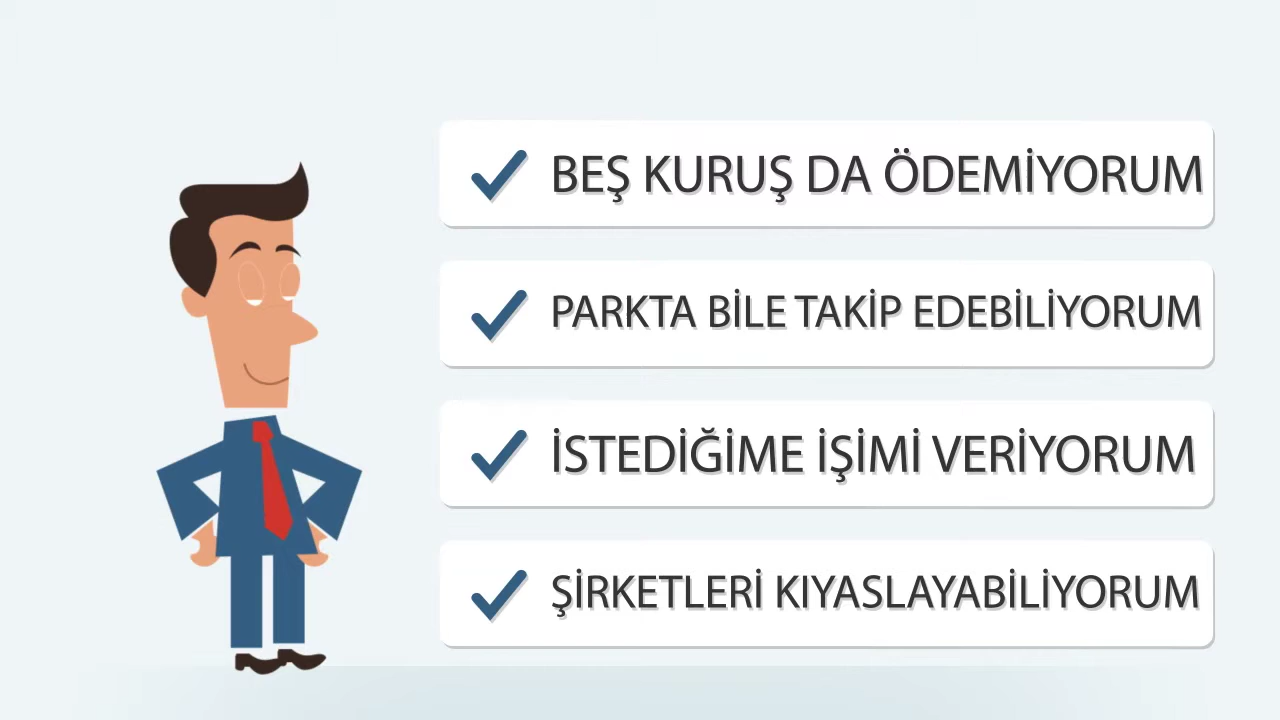 BEŞ KURUŞ DA ÖDEMİYORUM
PARKTA BİLE TAKİP EDEBİLİYORUM
İSTEDİĞİME İŞİMİ VERİYORUM
ŞİRKETLERİ KIYASLAYABİLİYORUM